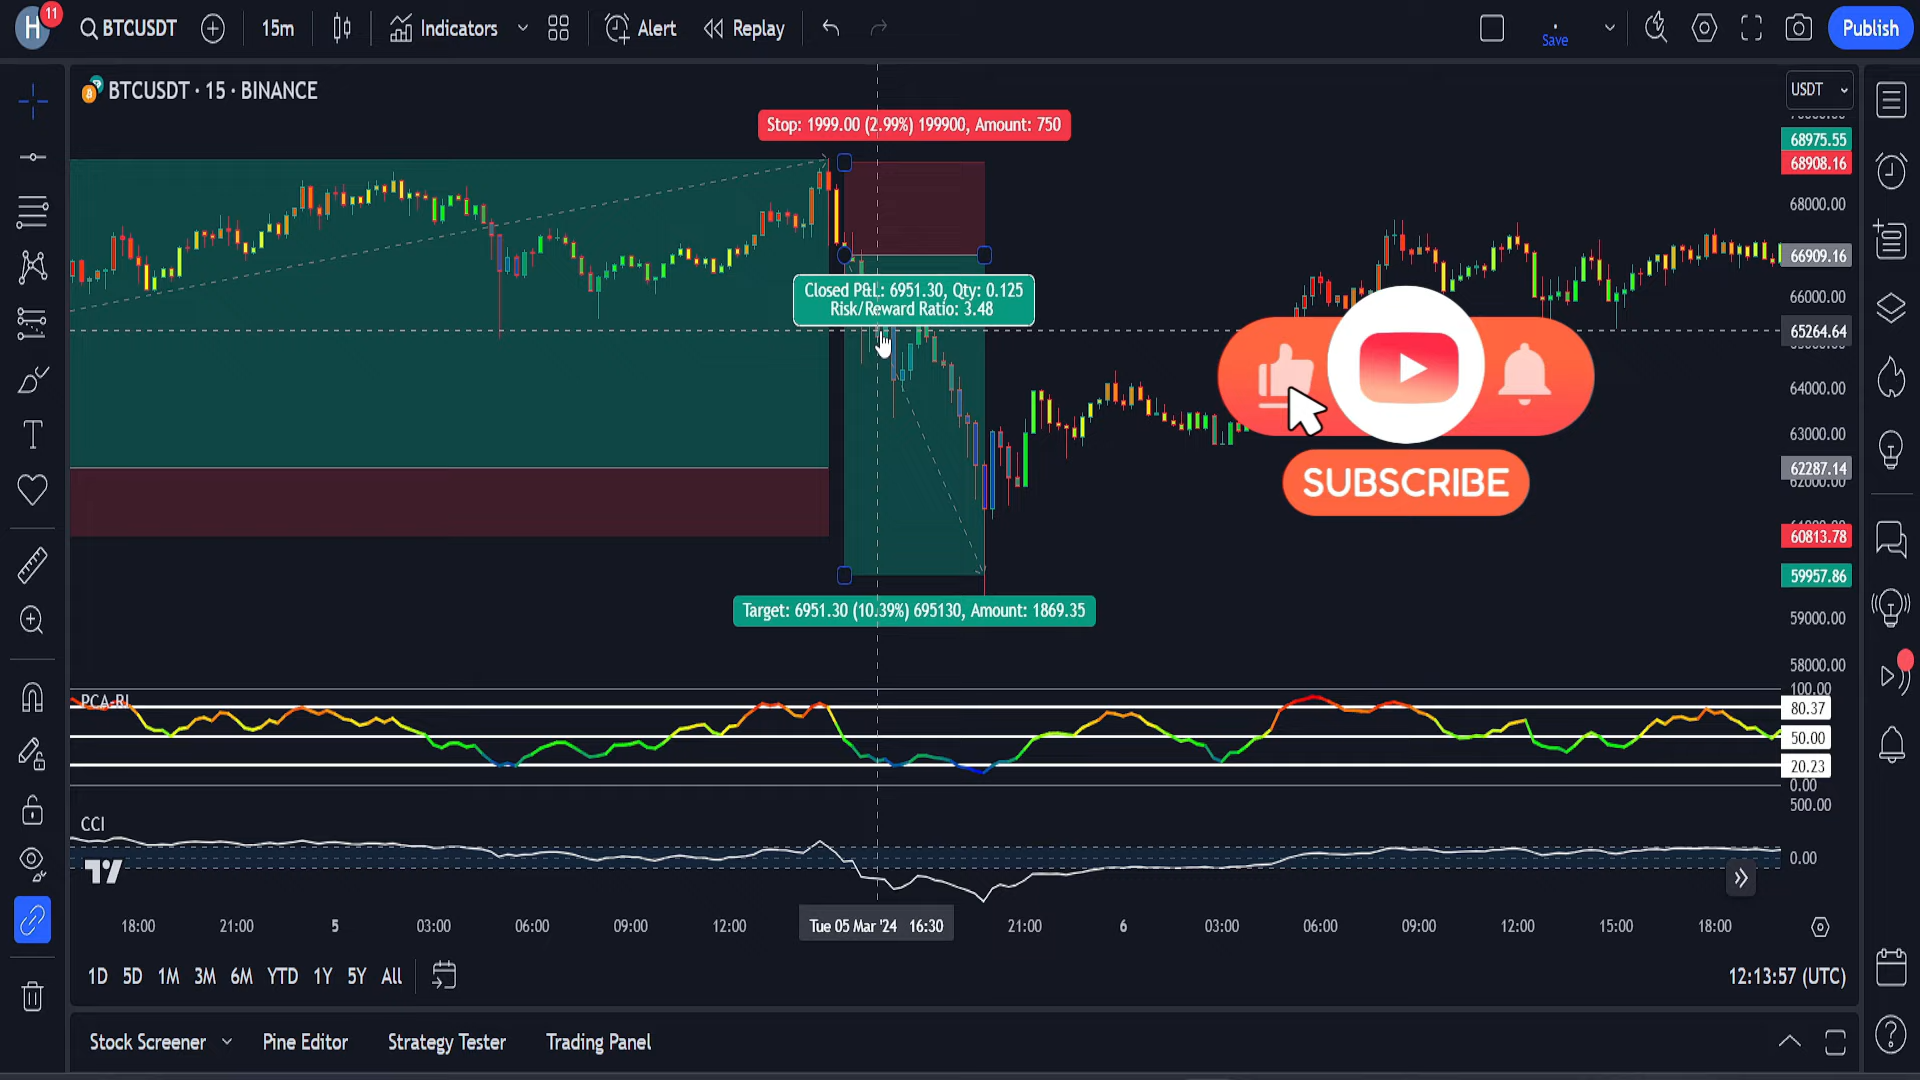 H
11
BTCUSDT
15m
Indicators
Alert
Replay
Save
Publish
BTCUSDT · 15 · BINANCE
USDT
Stop: 1999.00 (2.99%) 199900, Amount: 750
68975.55
68908.16
68000.00
Closed P&L: 6951.30, Qty: 0.125
Risk/Reward Ratio: 3.48
66909.16
66000.00
65264.64
64000.00
63000.00
62287.14
62000.00
60813.78
59957.86
59000.00
58000.00
SUBSCRIBE
Target: 6951.30 (10.39%) 695130, Amount: 1869.35
PCA-RI
100.00
80.37
50.00
20.23
0.00
500.00
CCI
0.00
18:00 21:00 5 03:00 06:00 09:00 12:00 Tue 05 Mar '24 16:30 21:00 6 03:00 06:00 09:00 12:00 15:00 18:00
1D 5D 1M 3M 6M YTD 1Y 5Y All
12:13:57 (UTC)
Stock Screener
Pine Editor
Strategy Tester
Trading Panel